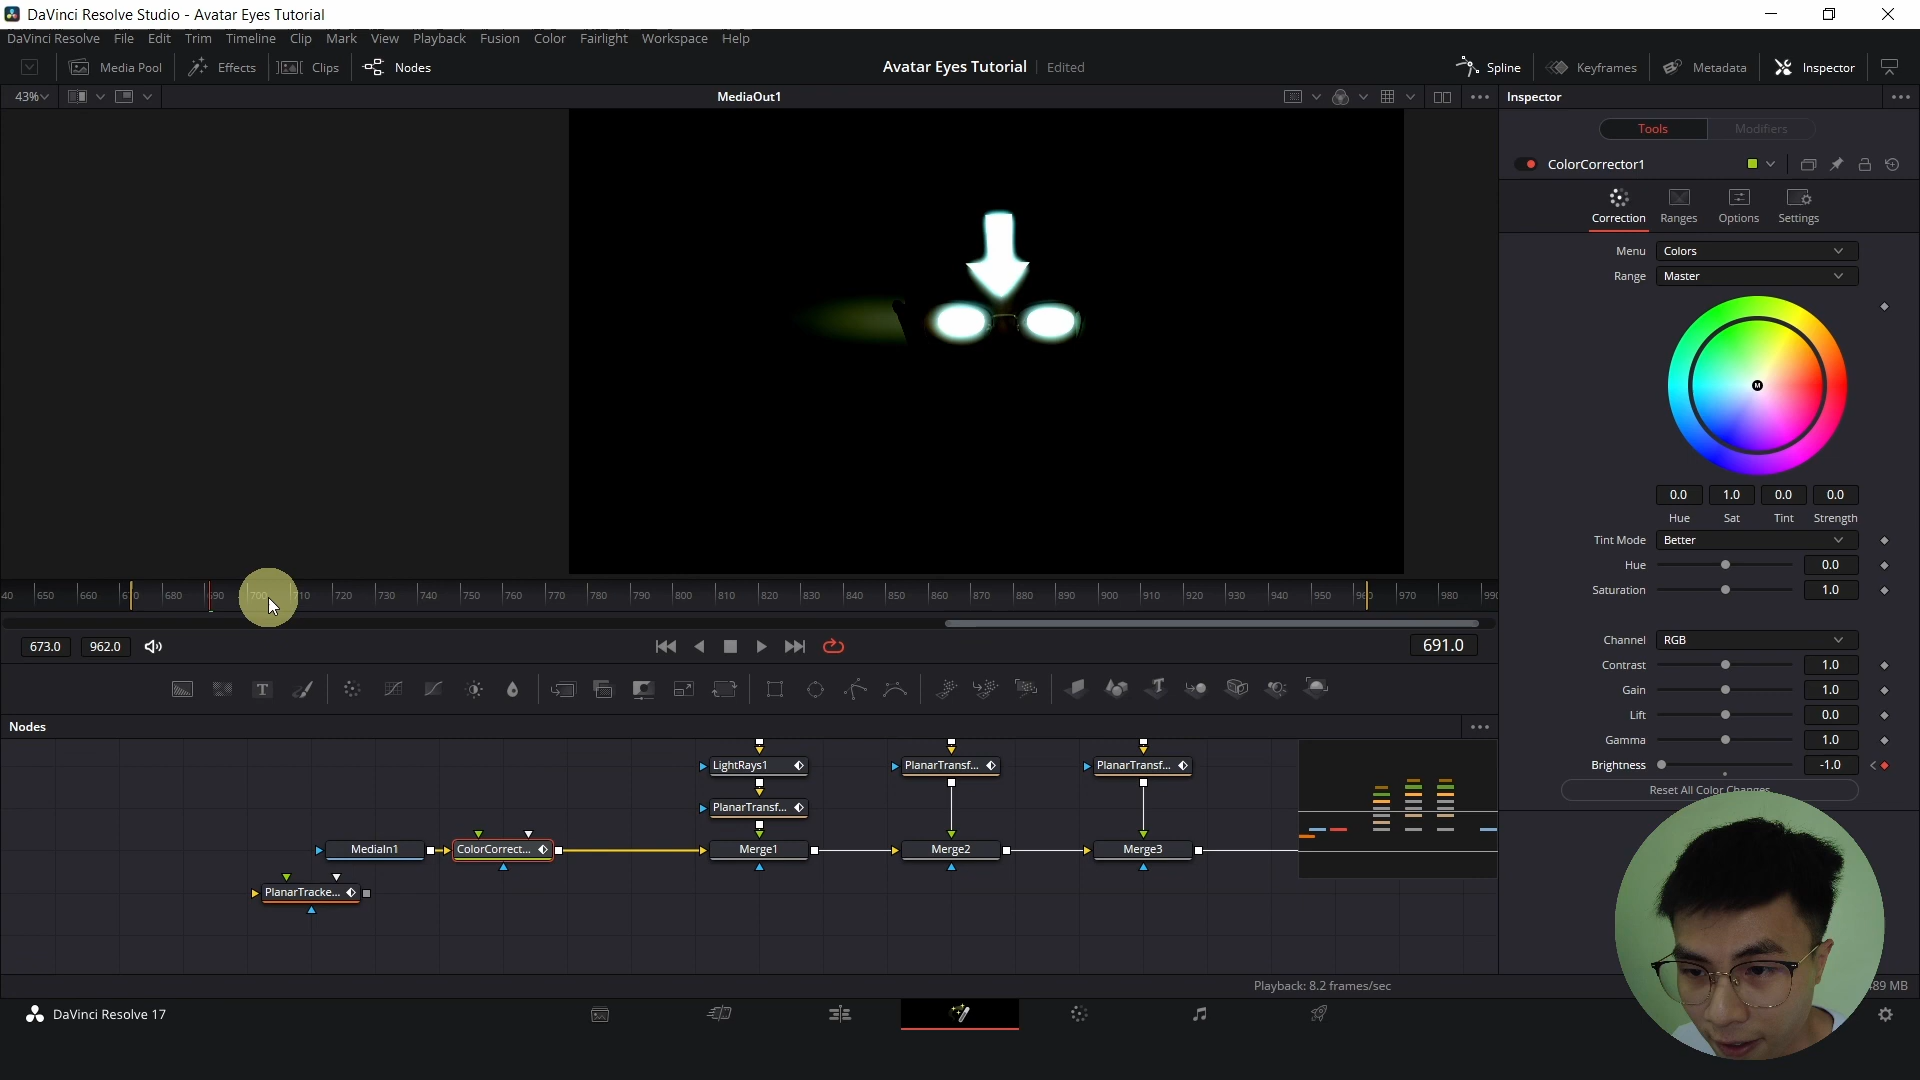 DaVinci Resolve Studio - Avatar Eyes Tutorial
DaVinci Resolve File Edit Trim Timeline Clip Mark View Playback Fusion Color Fairlight Workspace Help
Media Pool Effects Clips Nodes Avatar Eyes Tutorial Edited Spline Keyframes Metadata Inspector
43% MediaOut1 Inspector
Tools Modifiers
ColorCorrector1
Correction Ranges Options Settings
Menu Colors
Range Master
M
0.0 1.0 0.0 0.0
Hue Sat Tint Strength
Tint Mode Better
Hue 0.0
Saturation 1.0
40 650 660 670 680 690 700 710 720 730 740 750 760 770 780 790 800 810 820 830 840 850 860 870 880 890 900 910 920 930 940 950 960 970 980 990
673.0 962.0 691.0
Channel RGB
Contrast 1.0
Gain 1.0
Lift 0.0
Gamma 1.0
Brightness -1.0
Reset All Color Changes
Nodes
LightRays1 PlanarTransf... PlanarTransf...
PlanarTransf...
MediaIn1 ColorCorrect... Merge1 Merge2 Merge3
PlanarTracke...
Playback: 8.2 frames/sec
89 MB
DaVinci Resolve 17